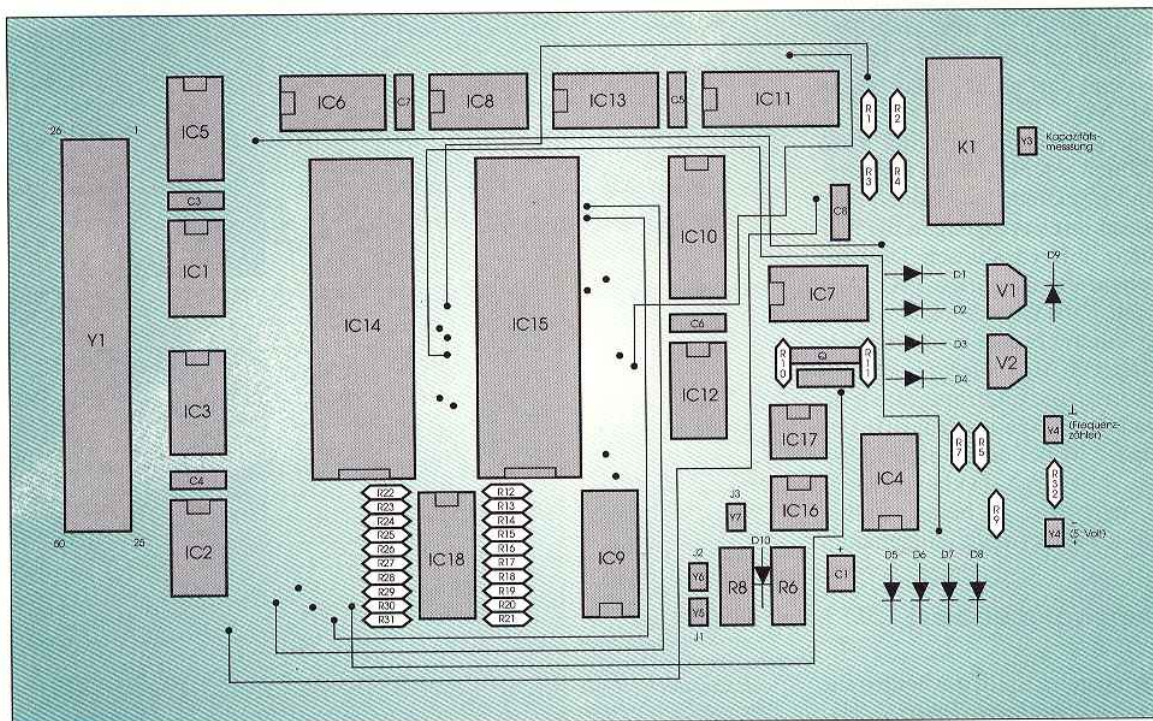 IC6
C7
IC8
IC13
C5
IC11
IC5
26
1
R1
R2
K1
Y3
Kapazitäts
messung
R3
R4
C3
C8
IC1
IC10
D9
D1
V1
IC7
D2
Y1
IC14
IC15
C6
D3
R10
Q
R11
V2
D4
IC3
IC12
⊥
Y4
(Frequenz-
zähler)
IC17
R7
R5
C4
IC4
R32
R22
R12
R23
R13
J3
IC16
R9
R24
R14
Y7
−
Y4
(5 Volt)
+
R25
R15
50
25
IC2
R26
R16
D10
IC18
IC9
R27
R17
J2
+
D5
D6
D7
D8
R28
R18
Y6
R8
R6
C1
R29
R19
R30
R20
Y5
R31
R21
J1